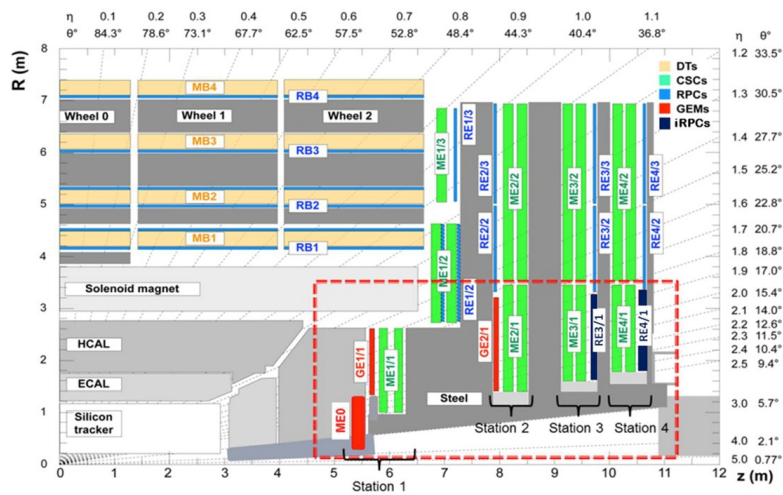 η 0.1 0.2 0.3 0.4 0.5 0.6 0.7 0.8 0.9 1.0 1.1 η θ°
θ° 84.3° 78.6° 73.1° 67.7° 62.5° 57.5° 52.8° 48.4° 44.3° 40.4° 36.8°
R (m)
8
7
6
5
4
3
2
1
0
1.2 33.5°
1.3 30.5°
1.4 27.7°
1.5 25.2°
1.6 22.8°
1.7 20.7°
1.8 18.8°
1.9 17.0°
2.0 15.4°
2.1 14.0°
2.2 12.6°
2.3 11.5°
2.4 10.4°
2.5 9.4°
3.0 5.7°
4.0 2.1°
5.0 0.77°
DTs
CSCs
RPCs
GEMs
iRPCs
MB4
RB4
Wheel 0
Wheel 1
Wheel 2
MB3
RB3
MB2
RB2
MB1
RB1
Solenoid magnet
HCAL
ECAL
Silicon
tracker
Steel
ME0
GE1/1
ME1/1
ME1/2
ME1/3
RE1/2
RE1/3
GE2/1
ME2/1
RE2/2
RE2/3
ME2/2
ME3/1
RE3/1
ME3/2
RE3/2
RE3/3
ME4/1
RE4/1
ME4/2
RE4/2
RE4/3
Station 2
Station 3
Station 4
Station 1
0 1 2 3 4 5 6 7 8 9 10 11 12
z (m)